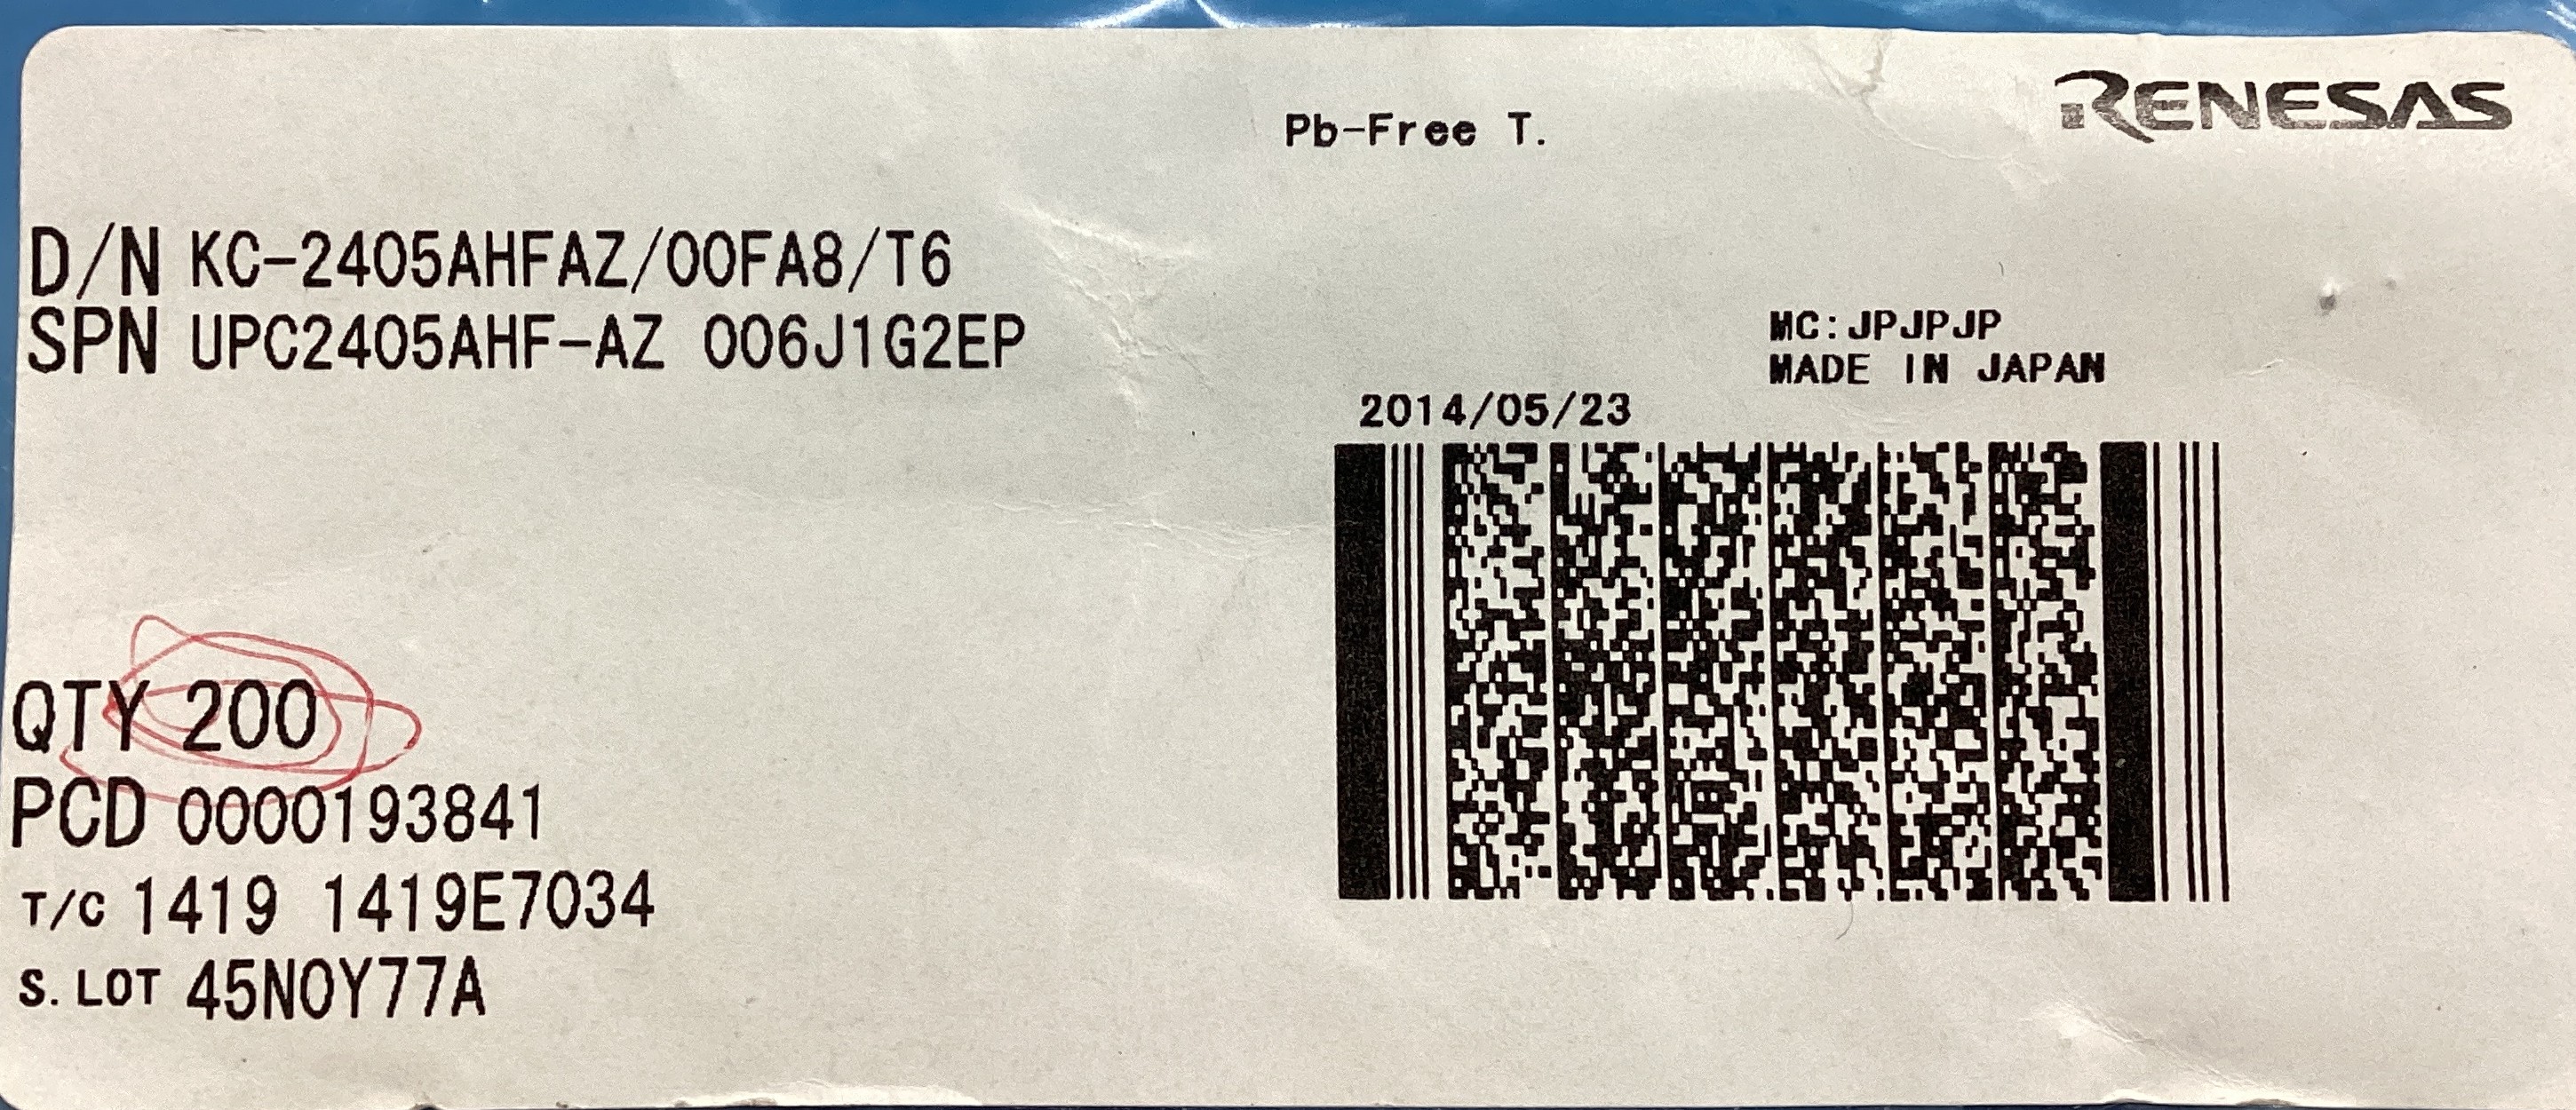 RENESAS
Pb-Free T.
D/N KC-2405AHFAZ/00FA8/T6
SPN UPC2405AHF-AZ 006J1G2EP
MC:JPJPJP
MADE IN JAPAN
2014/05/23
QTY 200
PCD 0000193841
T/C 1419 1419E7034
S. LOT 45N0Y77A